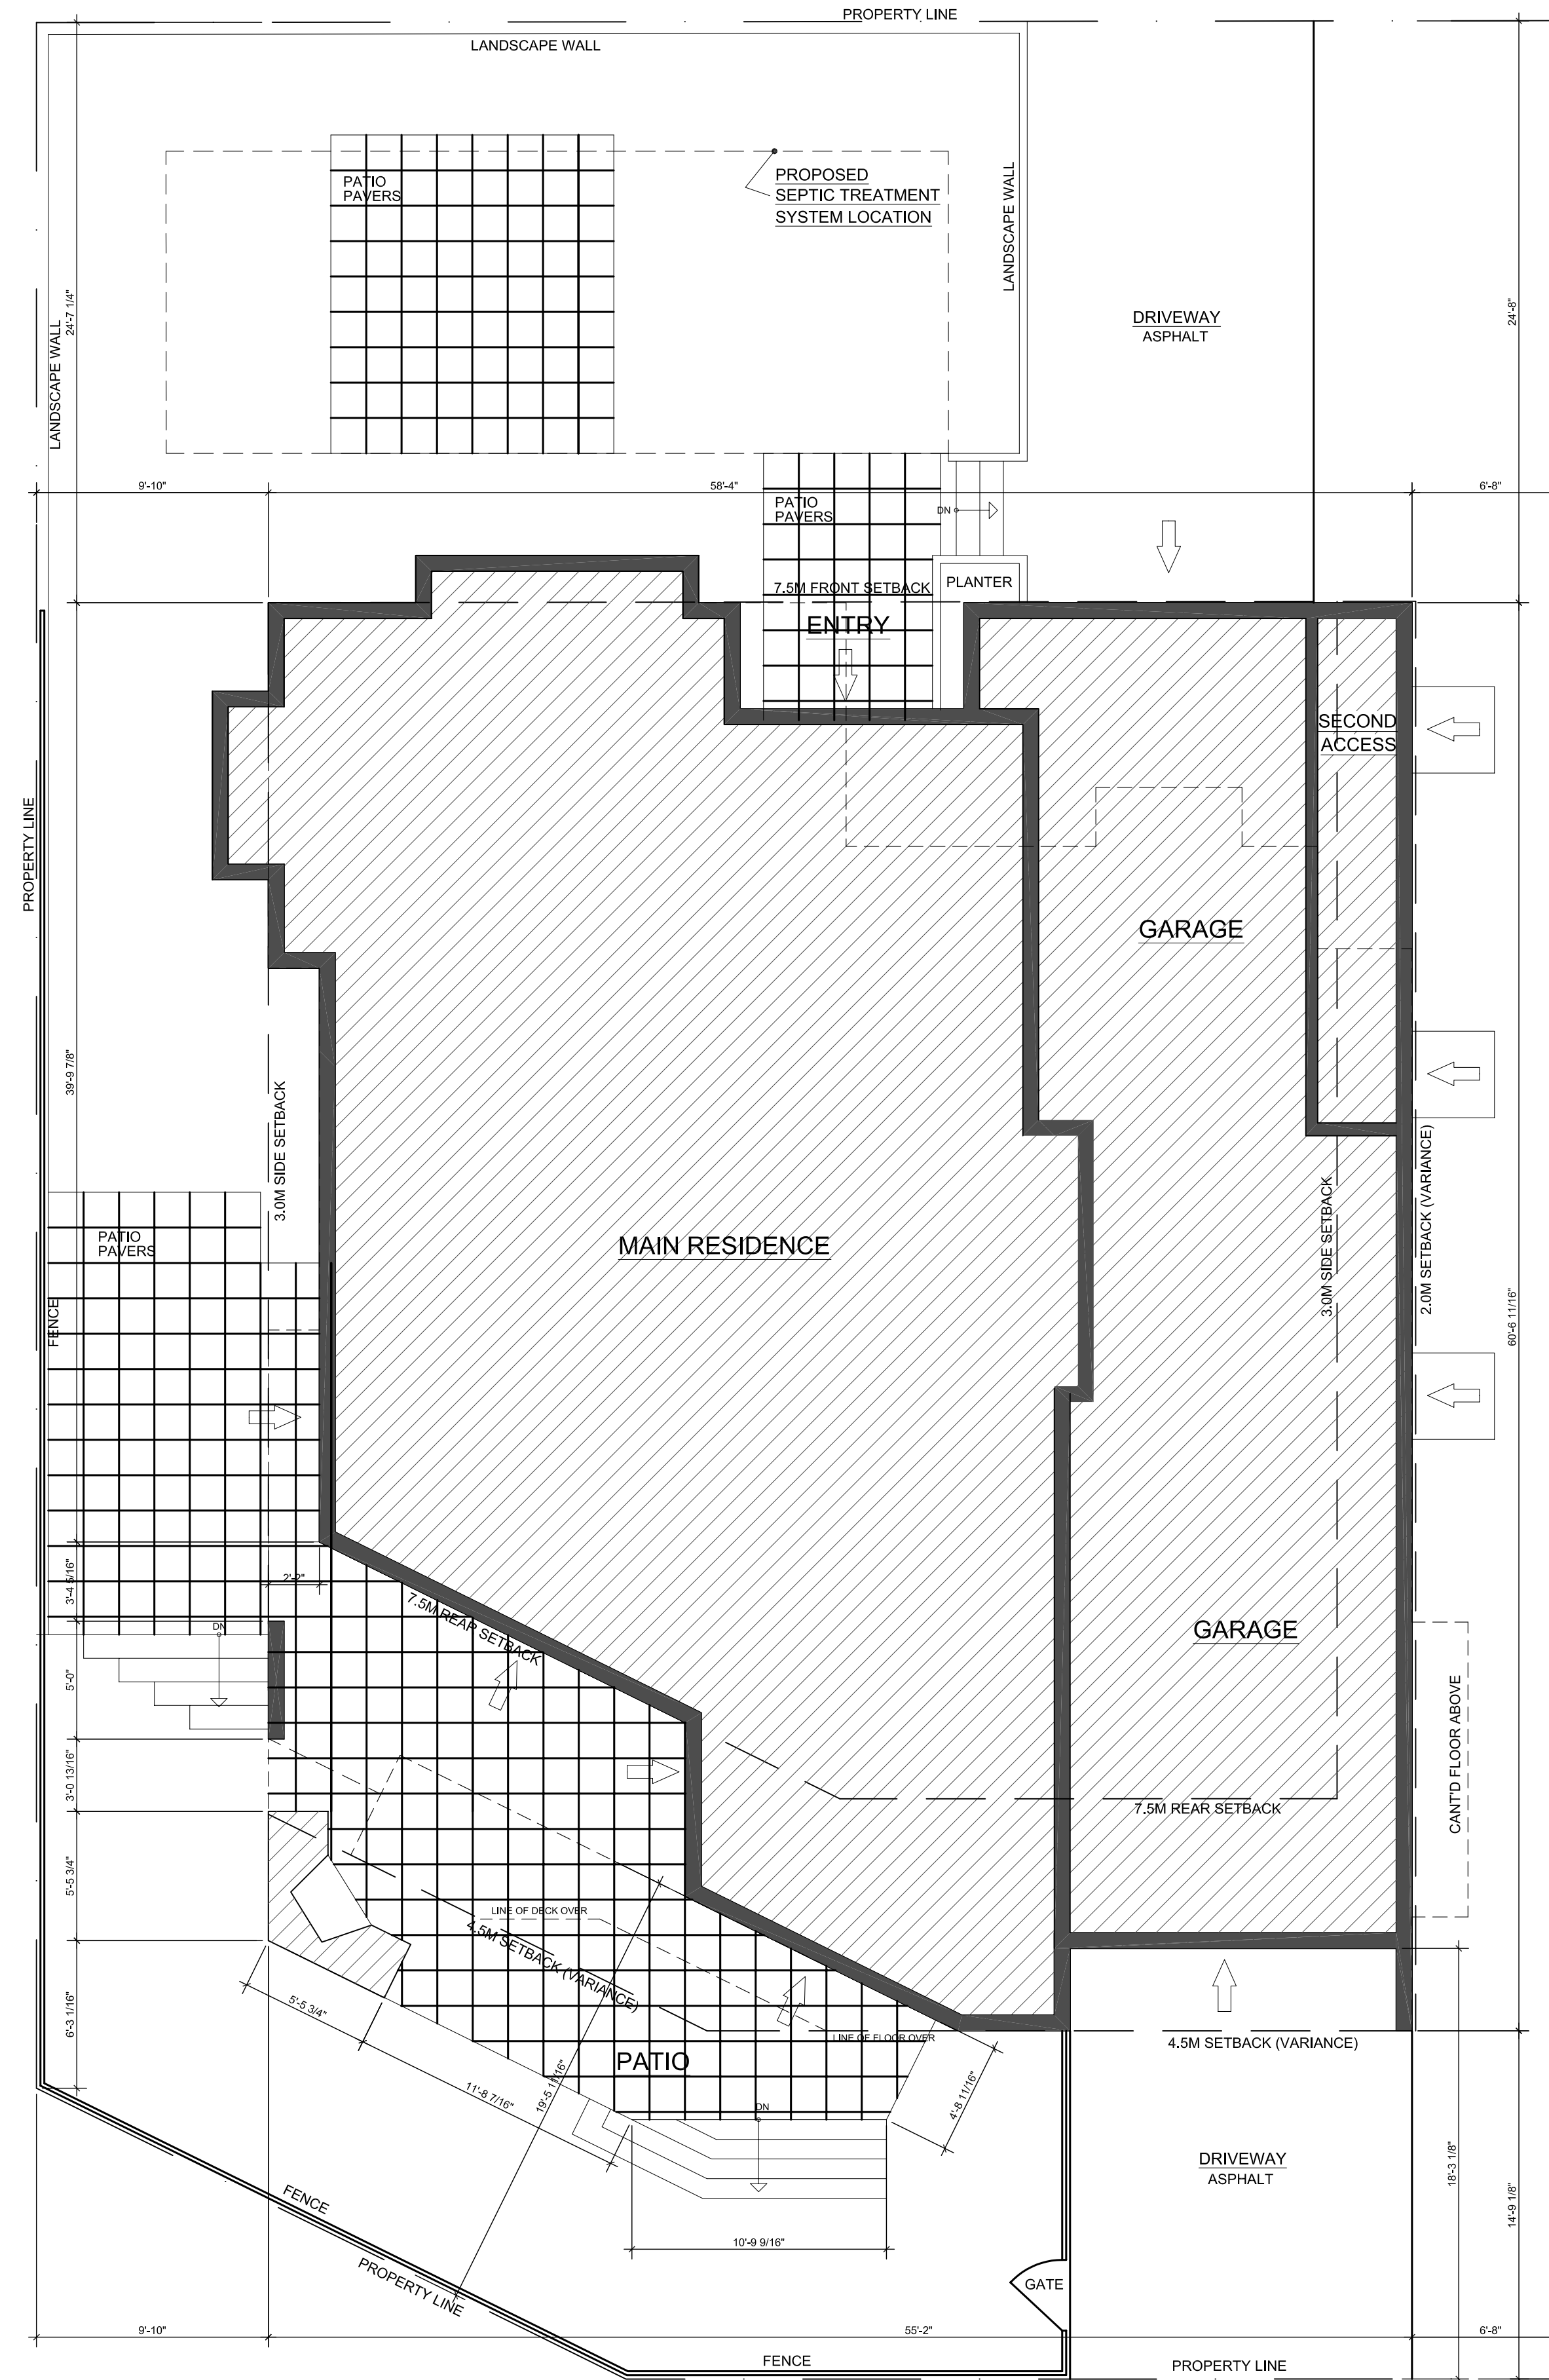 PROPERTY LINE
LANDSCAPE WALL
PATIO
PAVERS
PROPOSED
SEPTIC TREATMENT
SYSTEM LOCATION
LANDSCAPE WALL
LANDSCAPE WALL
24'-7 1/4"
DRIVEWAY
ASPHALT
24'-8"
9'-10"
58'-4"
6'-8"
PATIO
PAVERS
DN
7.5M FRONT SETBACK
PLANTER
ENTRY
SECOND
ACCESS
PROPERTY LINE
GARAGE
39'-9 7/8"
3.0M SIDE SETBACK
2.0M SETBACK (VARIANCE)
3.0M SIDE SETBACK
PATIO
PAVERS
MAIN RESIDENCE
FENCE
60'-6 11/16"
3'-4 5/16"
2'-2"
7.5M REAR SETBACK
DN
GARAGE
5'-0"
CANT'D FLOOR ABOVE
3'-0 13/16"
7.5M REAR SETBACK
5'-5 3/4"
LINE OF DECK OVER
4.5M SETBACK (VARIANCE)
6'-3 1/16"
5'-5 3/4"
LINE OF FLOOR OVER
4.5M SETBACK (VARIANCE)
PATIO
11'-8 7/16"
19'-5 11/16"
4'-8 11/16"
DN
DRIVEWAY
ASPHALT
18'-3 1/8"
14'-9 1/8"
FENCE
10'-9 9/16"
PROPERTY LINE
GATE
9'-10"
55'-2"
6'-8"
FENCE
PROPERTY LINE